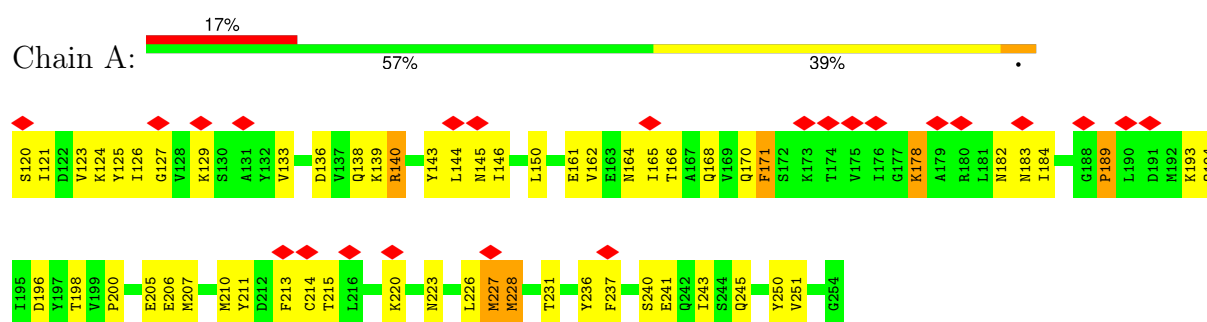 17%
Chain A:
57% 39% •
S120 I121 D122 V123 K124 Y125 I126 G127 V128 K129 S130 A131 Y132 V133 D136 V137 Q138 K139 R140 Y143 L144 N145 I146 L150 E161 V162 E163 N164 I165 T166 A167 Q168 V169 Q170 F171 S172 K173 T174 V175 I176 G177 K178 A179 R180 L181 N182 N183 I184 G188 P189 L190 D191 M192 K193
I195 D196 Y197 T198 V199 P200 E205 E206 M207 M210 Y211 D212 F213 C214 T215 L216 K220 N223 L226 M227 M228 T231 Y236 F237 S240 E241 Q242 I243 S244 Q245 Y250 V251 G254